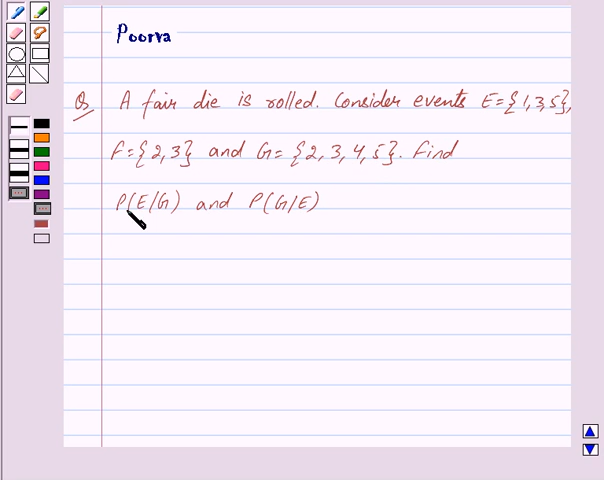 Poorva
Q A fair die is rolled. Consider events E={1,3,5},
F={2,3} and G={2,3,4,5}. Find
P(E/G) and P(G/E)